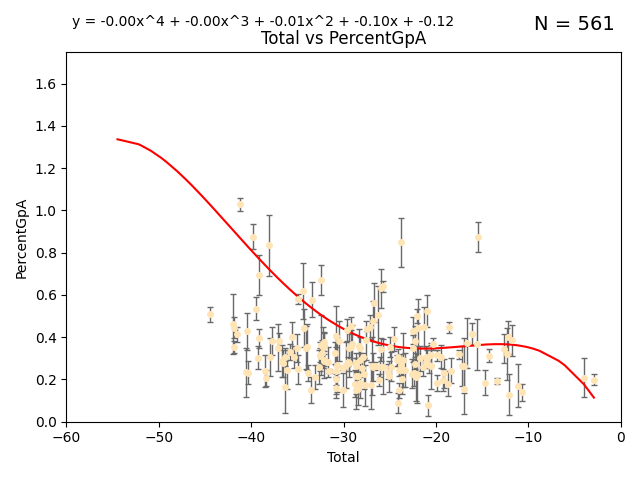 y = -0.00x^4 + -0.00x^3 + -0.01x^2 + -0.10x + -0.12
N = 561
Total vs PercentGpA
PercentGpA
1.6
1.4
1.2
1.0
0.8
0.6
0.4
0.2
0.0
−60 −50 −40 −30 −20 −10 0
Total